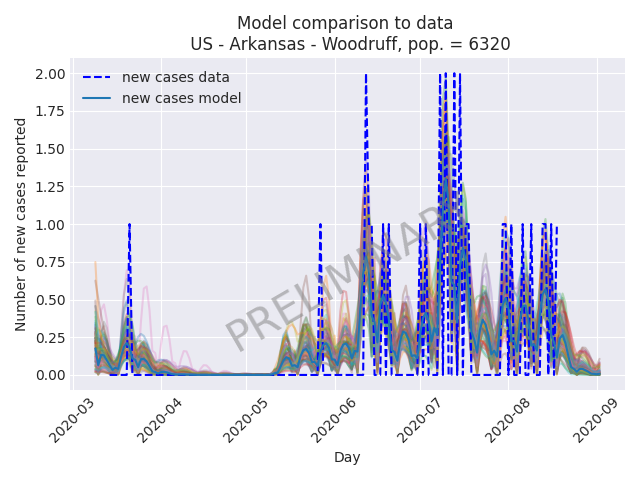 Model comparison to data
US - Arkansas - Woodruff, pop. = 6320
new cases data
new cases model
Number of new cases reported
2.00
1.75
1.50
1.25
1.00
0.75
0.50
0.25
0.00
PRELIMINARY
2020-03
2020-04
2020-05
2020-06
2020-07
2020-08
2020-09
Day